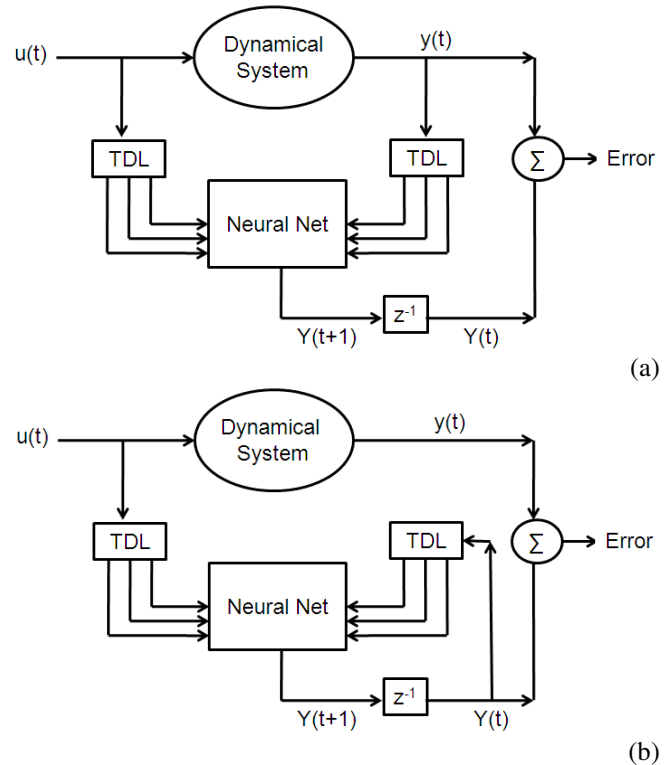 u(t)
Dynamical
System
y(t)
TDL
TDL
Σ
Error
Neural Net
Y(t+1)
z⁻¹
Y(t)
(a)
u(t)
Dynamical
System
y(t)
TDL
TDL
Σ
Error
Neural Net
Y(t+1)
z⁻¹
Y(t)
(b)